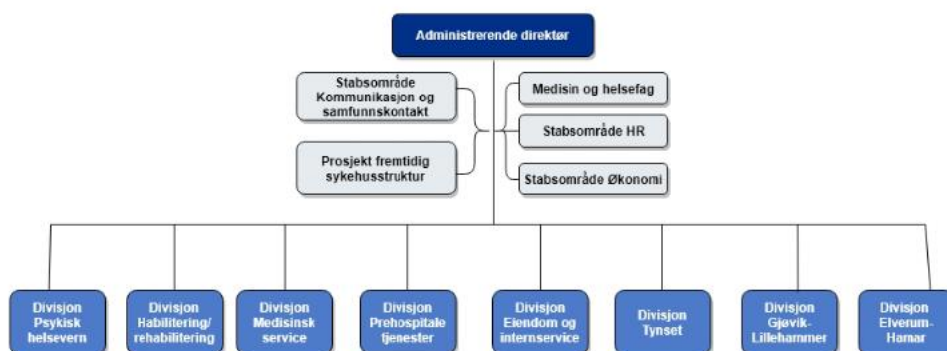 Administrerende direktør
Stabsområde
Kommunikasjon og
samfunnskontakt
Prosjekt fremtidig
sykehusstruktur
Medisin og helsefag
Stabsområde HR
Stabsområde Økonomi
Divisjon
Psykisk
helsevern
Divisjon
Habilitering/
rehabilitering
Divisjon
Medisinsk
service
Divisjon
Prehospitale
tjenester
Divisjon
Eiendom og
internservice
Divisjon
Tynset
Divisjon
Gjøvik-
Lillehammer
Divisjon
Elverum-
Hamar